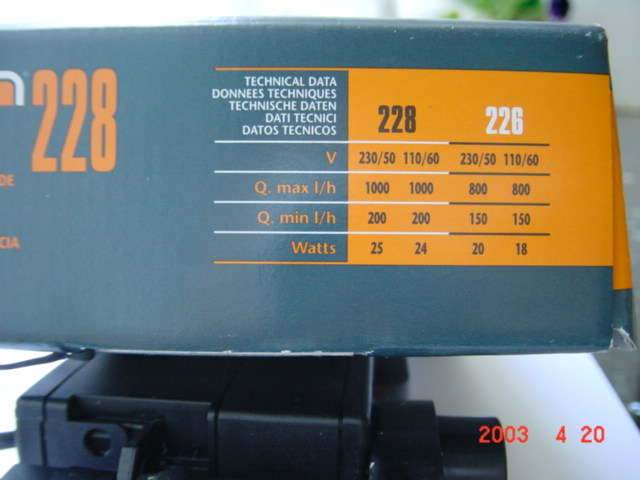 228
DE
CIA
TECHNICAL DATA
DONNEES TECHNIQUES
TECHNISCHE DATEN
DATI TECNICI
DATOS TECNICOS
228 226
V 230/50 110/60 230/50 110/60
Q. max l/h 1000 1000 800 800
Q. min l/h 200 200 150 150
Watts 25 24 20 18
2003 4 20